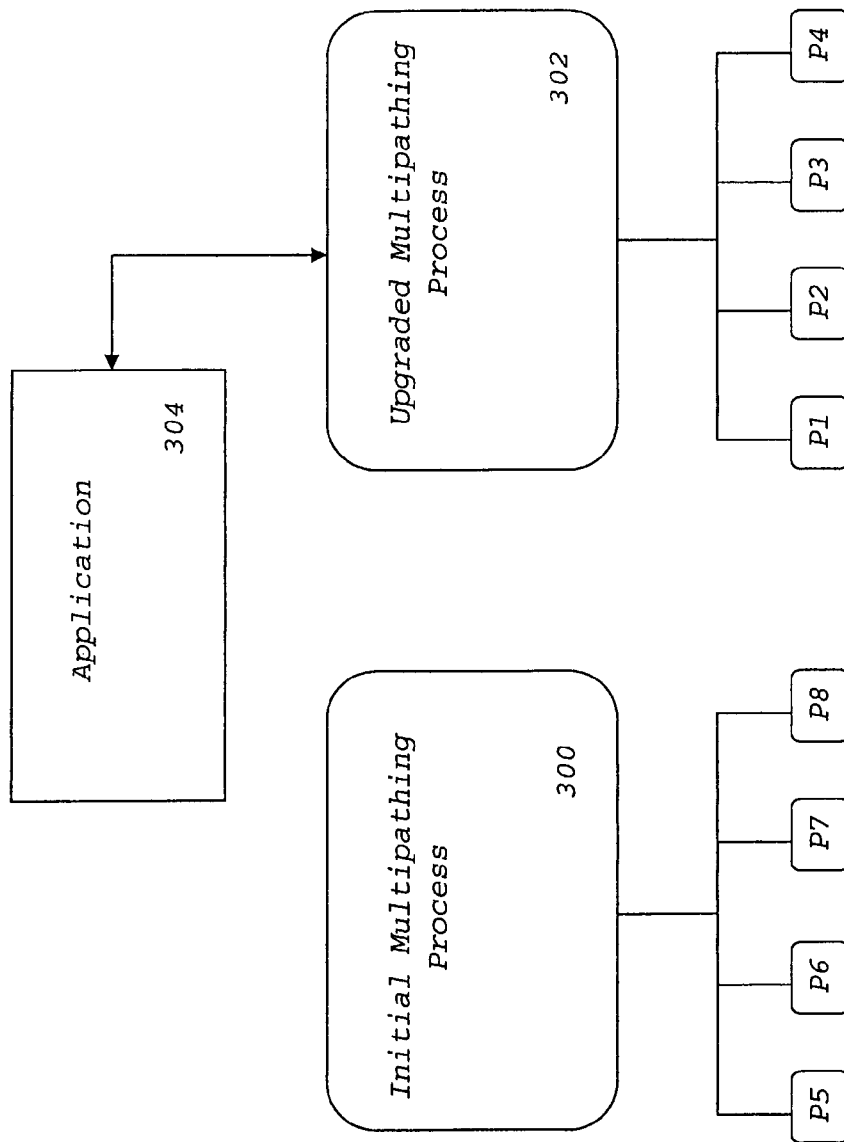 Application
304
Initial Multipathing
Process
300
Upgraded Multipathing
Process
302
P5
P6
P7
P8
P1
P2
P3
P4